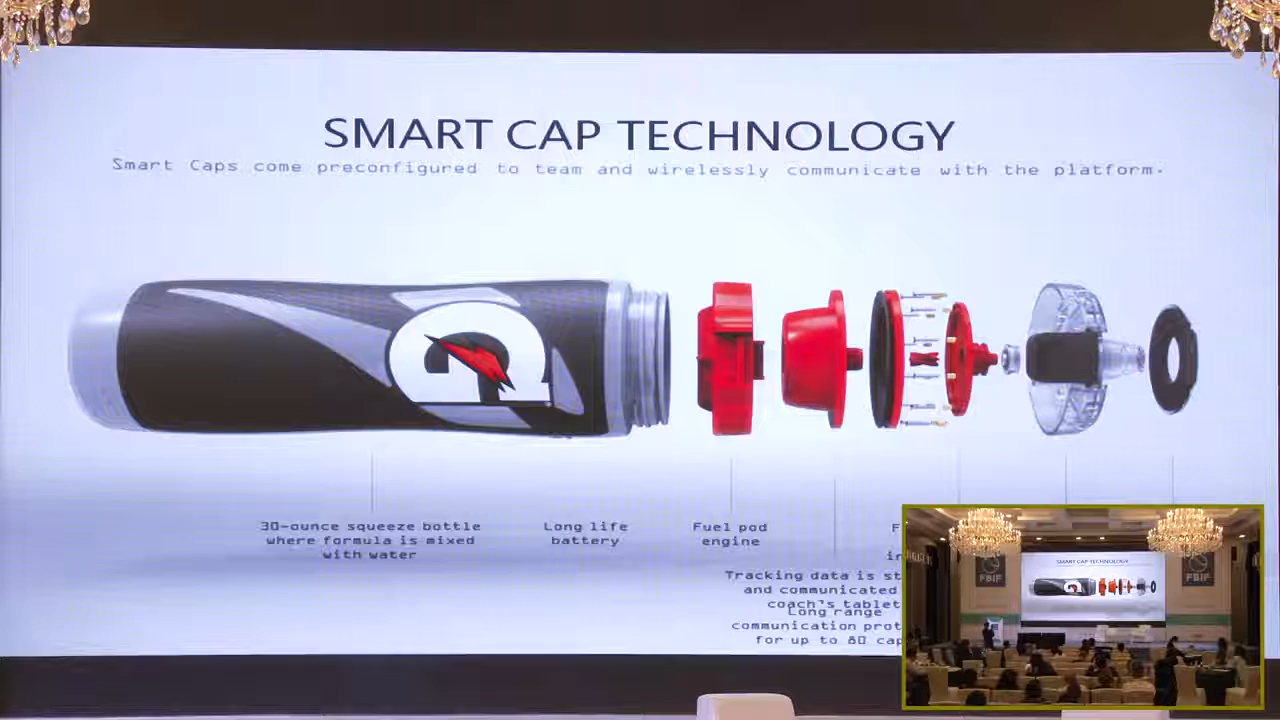 SMART CAP TECHNOLOGY
Smart Caps come preconfigured to team and wirelessly communicate with the platform.
G
30-ounce squeeze bottle
where formula is mixed
with water
Long life
battery
Fuel pod
engine
Tracking data is st
and communicated
coach's tablet
Long range
communication prot
for up to 80 cap
SMART CAP TECHNOLOGY
FBIF
FBIF